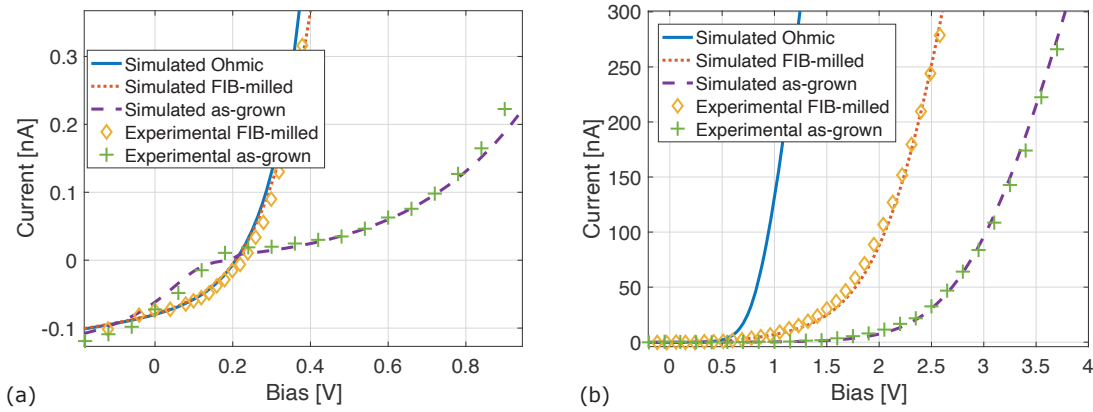 0.3
0.2
0.1
0
-0.1
Current [nA]
Simulated Ohmic
Simulated FIB-milled
Simulated as-grown
Experimental FIB-milled
Experimental as-grown
0 0.2 0.4 0.6 0.8
Bias [V]
(a)
300
250
200
150
100
50
0
Current [nA]
Simulated Ohmic
Simulated FIB-milled
Simulated as-grown
Experimental FIB-milled
Experimental as-grown
0 0.5 1 1.5 2 2.5 3 3.5 4
Bias [V]
(b)